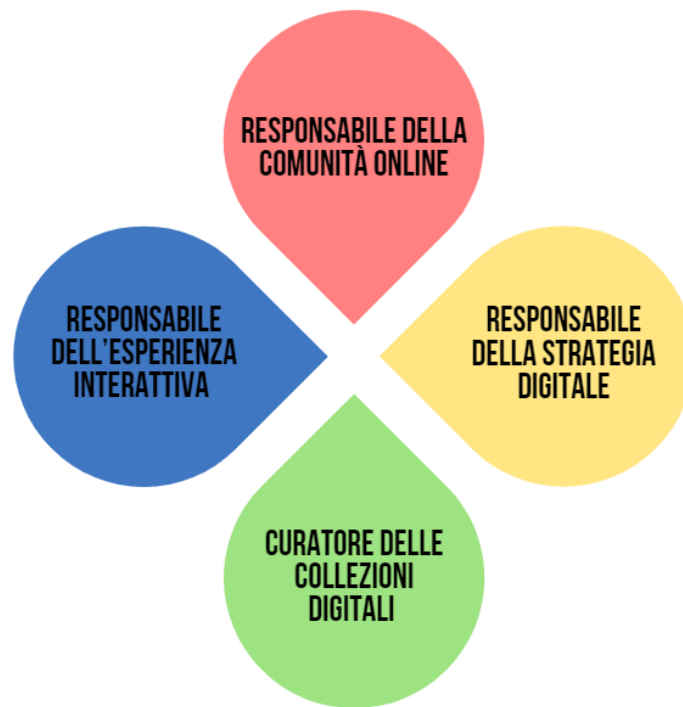 RESPONSABILE DELLA
COMUNITÀ ONLINE
RESPONSABILE
DELL'ESPERIENZA
INTERATTIVA
RESPONSABILE
DELLA STRATEGIA
DIGITALE
CURATORE DELLE
COLLEZIONI
DIGITALI